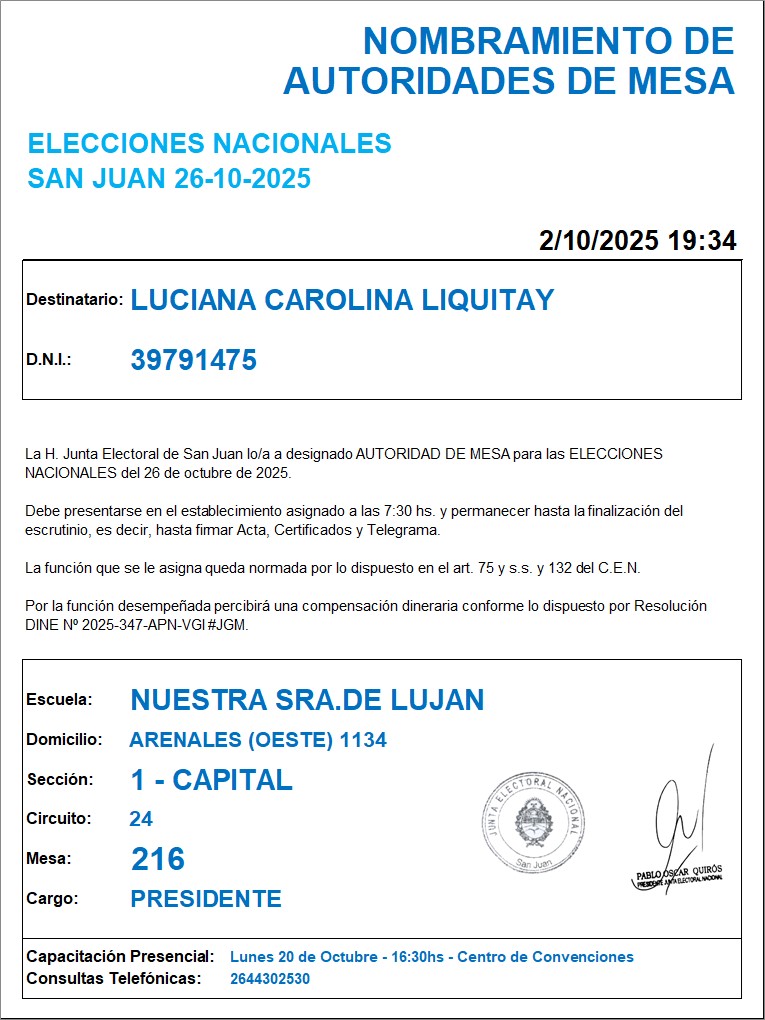 NOMBRAMIENTO DE
AUTORIDADES DE MESA
ELECCIONES NACIONALES
SAN JUAN 26-10-2025
2/10/2025 19:34
Destinatario: LUCIANA CAROLINA LIQUITAY
D.N.I.: 39791475
La H. Junta Electoral de San Juan lo/a a designado AUTORIDAD DE MESA para las ELECCIONES
NACIONALES del 26 de octubre de 2025.
Debe presentarse en el establecimiento asignado a las 7:30 hs. y permanecer hasta la finalización del
escrutinio, es decir, hasta firmar Acta, Certificados y Telegrama.
La función que se le asigna queda normada por lo dispuesto en el art. 75 y s.s. y 132 del C.E.N.
Por la función desempeñada percibirá una compensación dineraria conforme lo dispuesto por Resolución
DINE Nº 2025-347-APN-VGI#JGM.
Escuela: NUESTRA SRA.DE LUJAN
Domicilio: ARENALES (OESTE) 1134
Sección: 1 - CAPITAL
Circuito: 24
Mesa: 216
Cargo: PRESIDENTE
JUNTA ELECTORAL NACIONAL
San Juan
PABLO OSCAR QUIRÓS
PRESIDENTE JUNTA ELECTORAL NACIONAL
Capacitación Presencial: Lunes 20 de Octubre - 16:30hs - Centro de Convenciones
Consultas Telefónicas: 2644302530